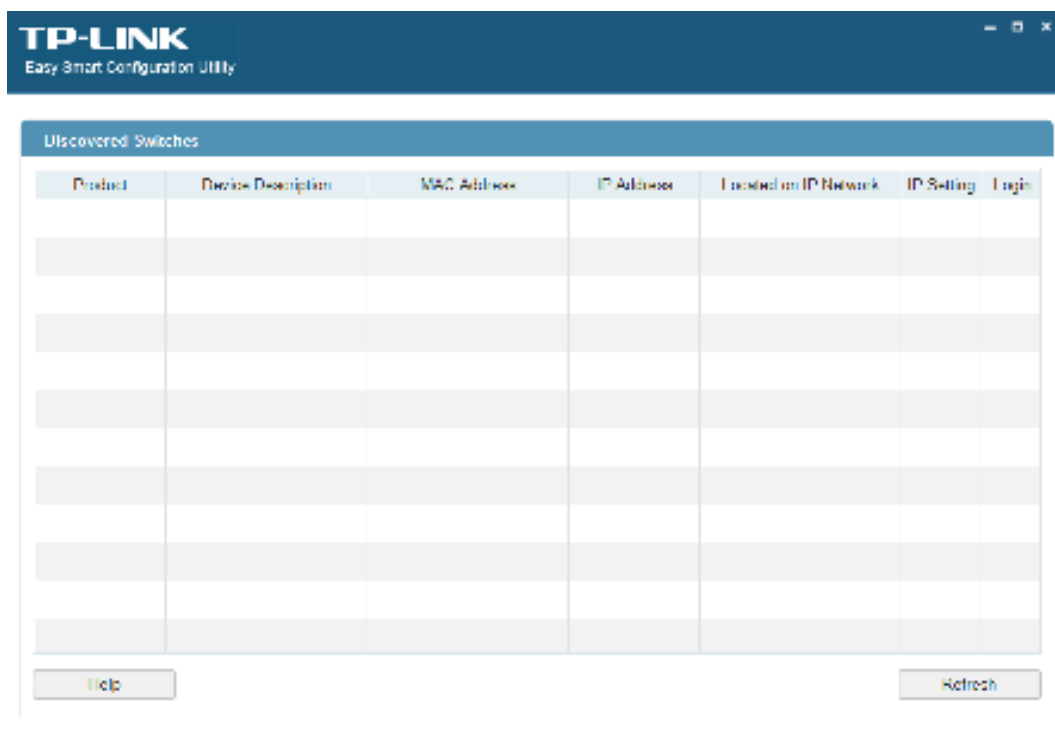 TP-LINK
Easy Smart Configuration Utility
Discovered Switches
Product Device Description MAC Address IP Address Located on IP Network IP Setting Login
Help Refresh